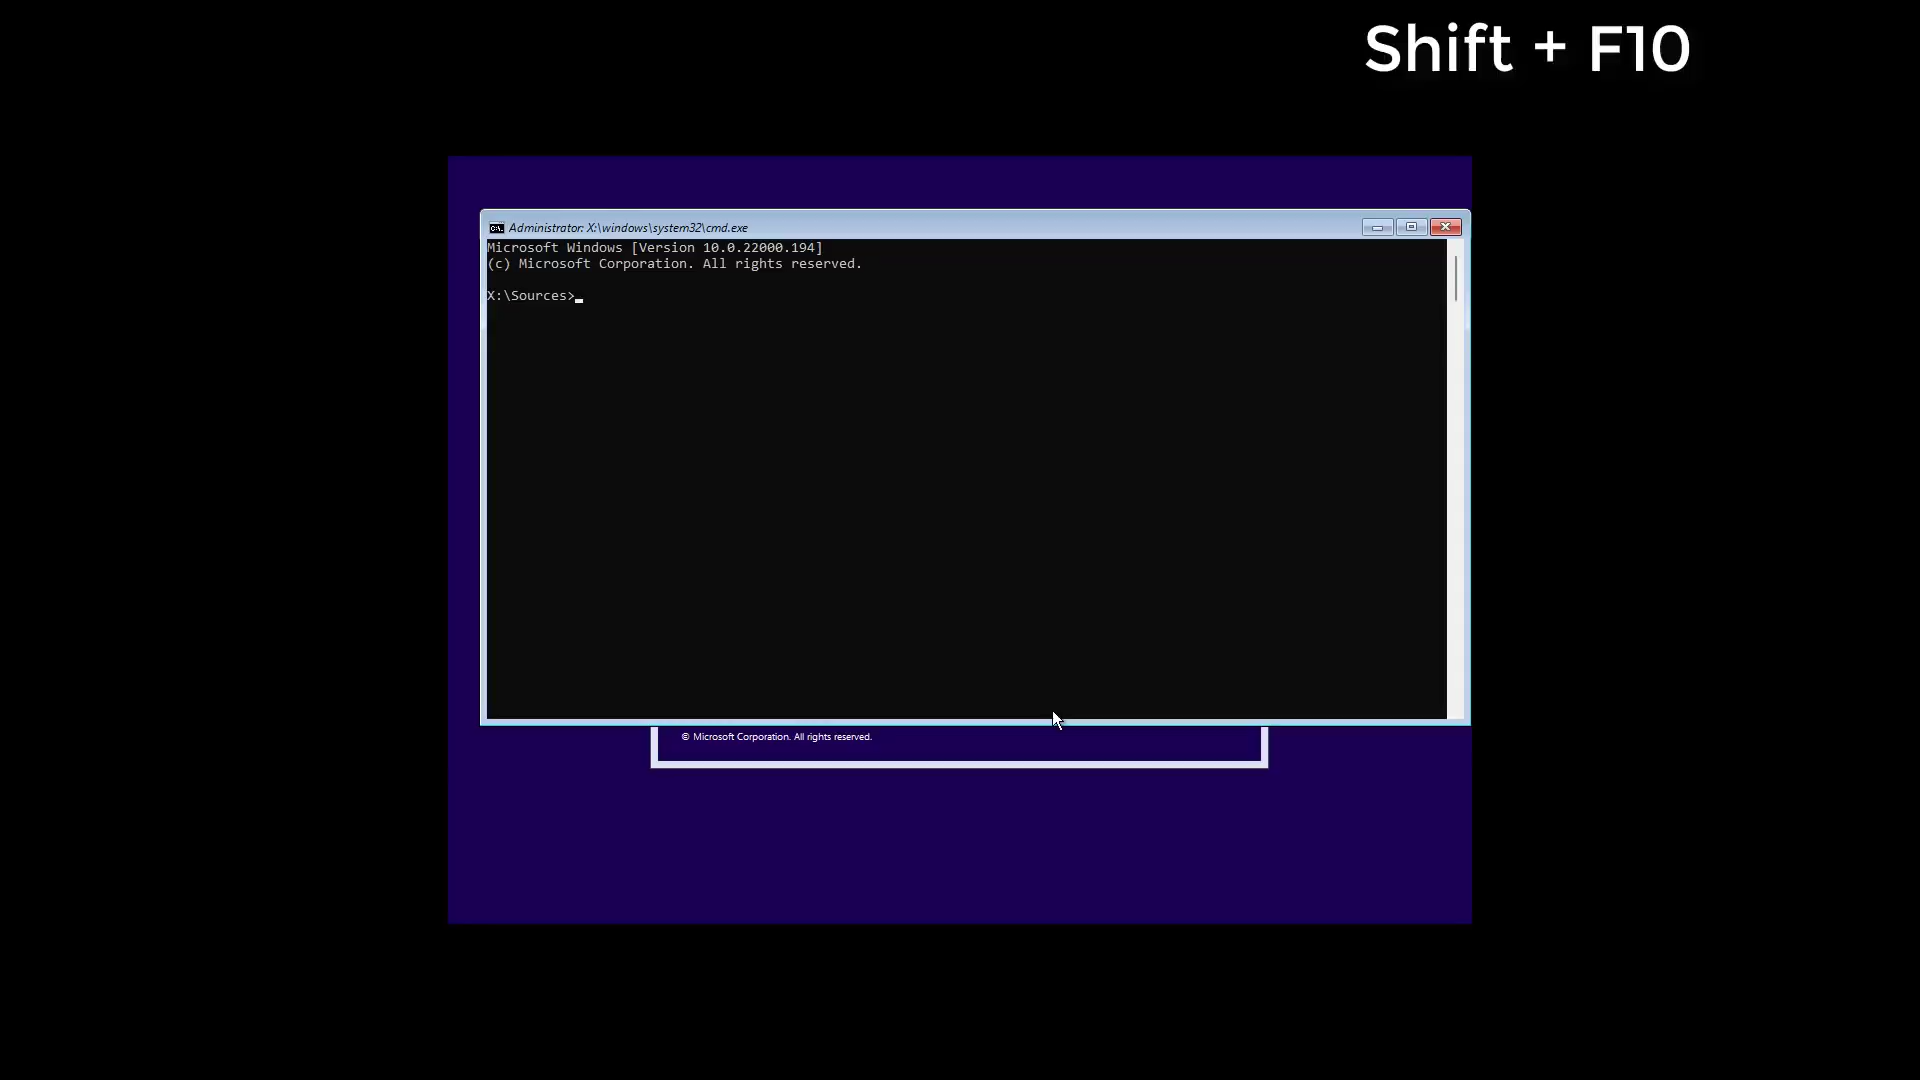 Shift + F10
Administrator: X:\windows\system32\cmd.exe
Microsoft Windows [Version 10.0.22000.194]
(c) Microsoft Corporation. All rights reserved.
X:\Sources>
© Microsoft Corporation. All rights reserved.